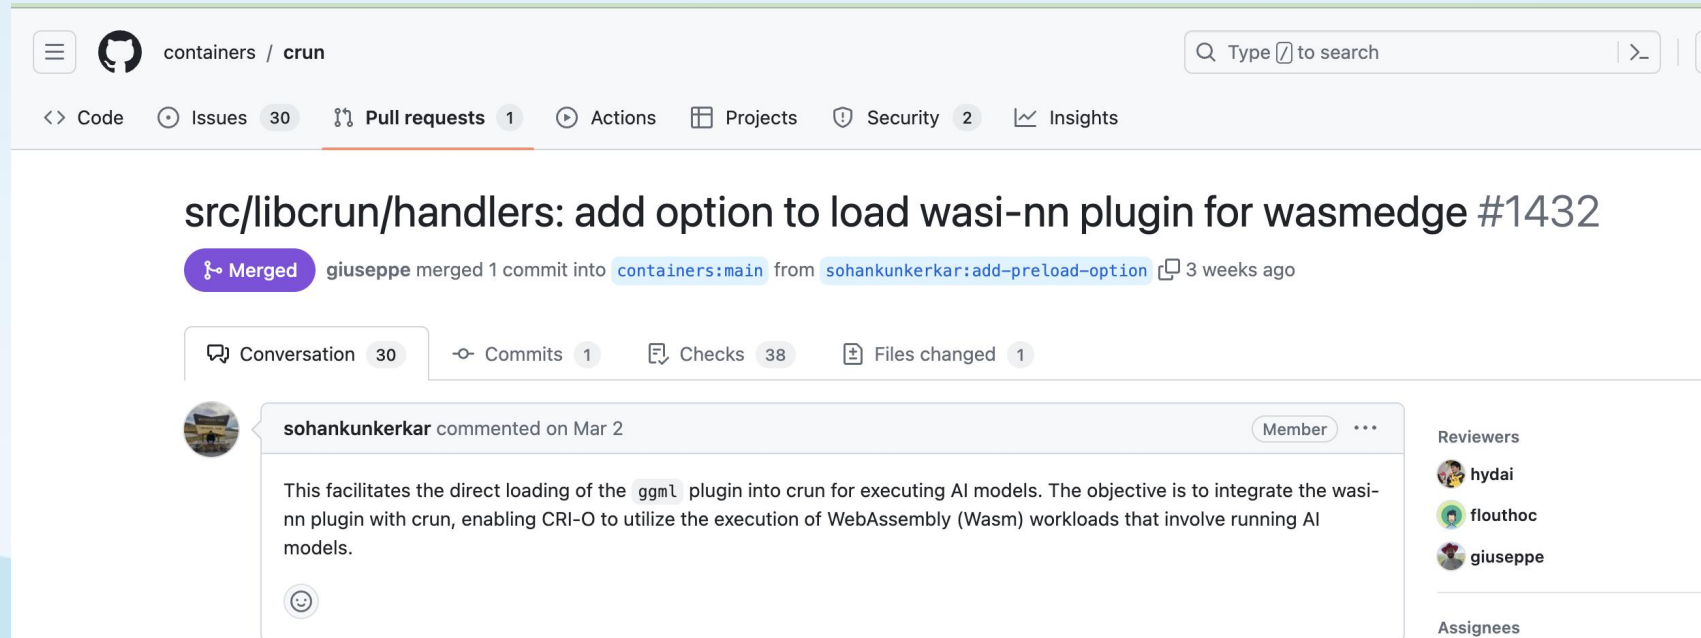 containers / crun
Type / to search
Code Issues 30 Pull requests 1 Actions Projects Security 2 Insights
src/libcrun/handlers: add option to load wasi-nn plugin for wasmedge #1432
Merged giuseppe merged 1 commit into containers:main from sohankunkerkar:add-preload-option 3 weeks ago
Conversation 30 Commits 1 Checks 38 Files changed 1
sohankunkerkar commented on Mar 2 Member
This facilitates the direct loading of the ggml plugin into crun for executing AI models. The objective is to integrate the wasi-
nn plugin with crun, enabling CRI-O to utilize the execution of WebAssembly (Wasm) workloads that involve running AI
models.
Reviewers
hydai
flouthoc
giuseppe
Assignees